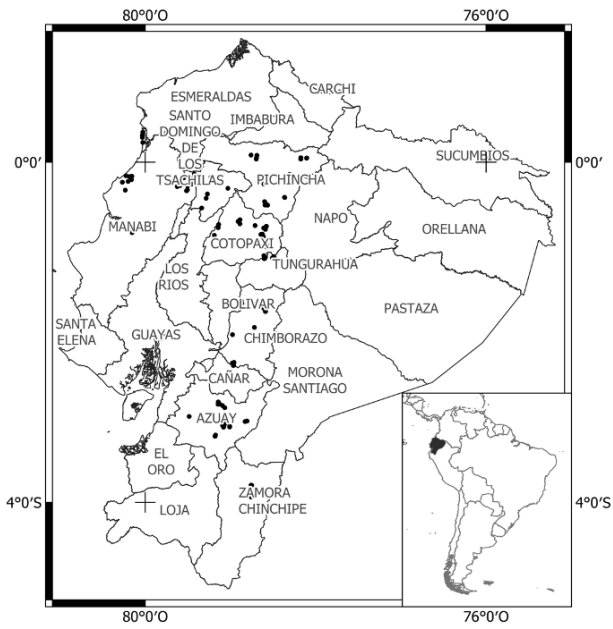 80°0'O
76°0'O
CARCHI
ESMERALDAS
SANTO
DOMINGO
DE
LOS
TSACHILAS
IMBABURA
0°0'
0°0'
SUCUMBIOS
PICHINCHA
NAPO
MANABI
ORELLANA
COTOPAXI
TUNGURAHUA
LOS
RIOS
BOLIVAR
PASTAZA
SANTA
ELENA
GUAYAS
CHIMBORAZO
MORONA
SANTIAGO
CAÑAR
AZUAY
EL
ORO
ZAMORA
CHINCHIPE
4°0'S
LOJA
4°0'S
80°0'O
76°0'O